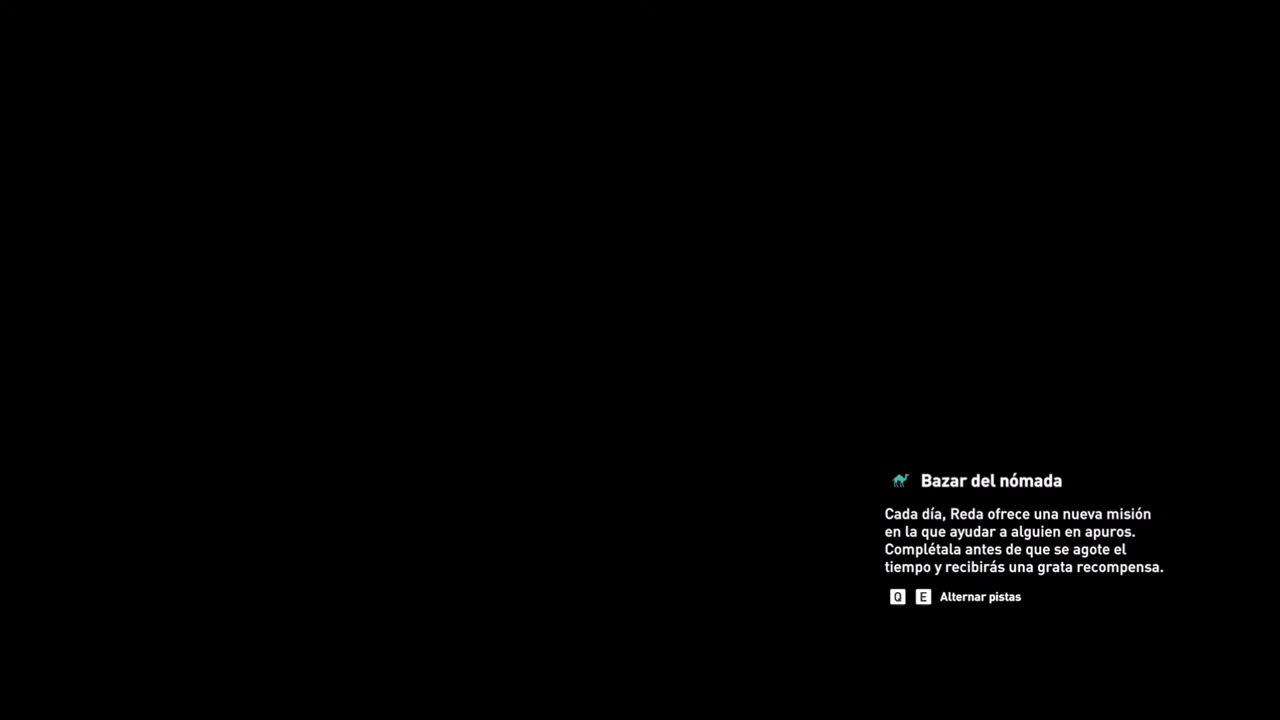 Bazar del nómada
Cada día, Reda ofrece una nueva misión
en la que ayudar a alguien en apuros.
Complétala antes de que se agote el
tiempo y recibirás una grata recompensa.
Q E Alternar pistas